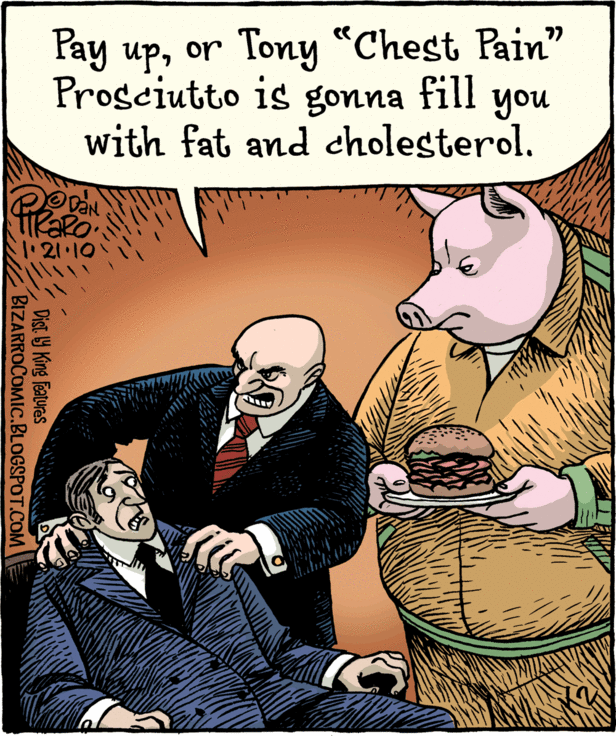 Pay up, or Tony “Chest Pain”
Prosciutto is gonna fill you
with fat and cholesterol.
© Dan
Piraro
1·21·10
Dist. by King Features
BizarroComic.Blogspot.com
12